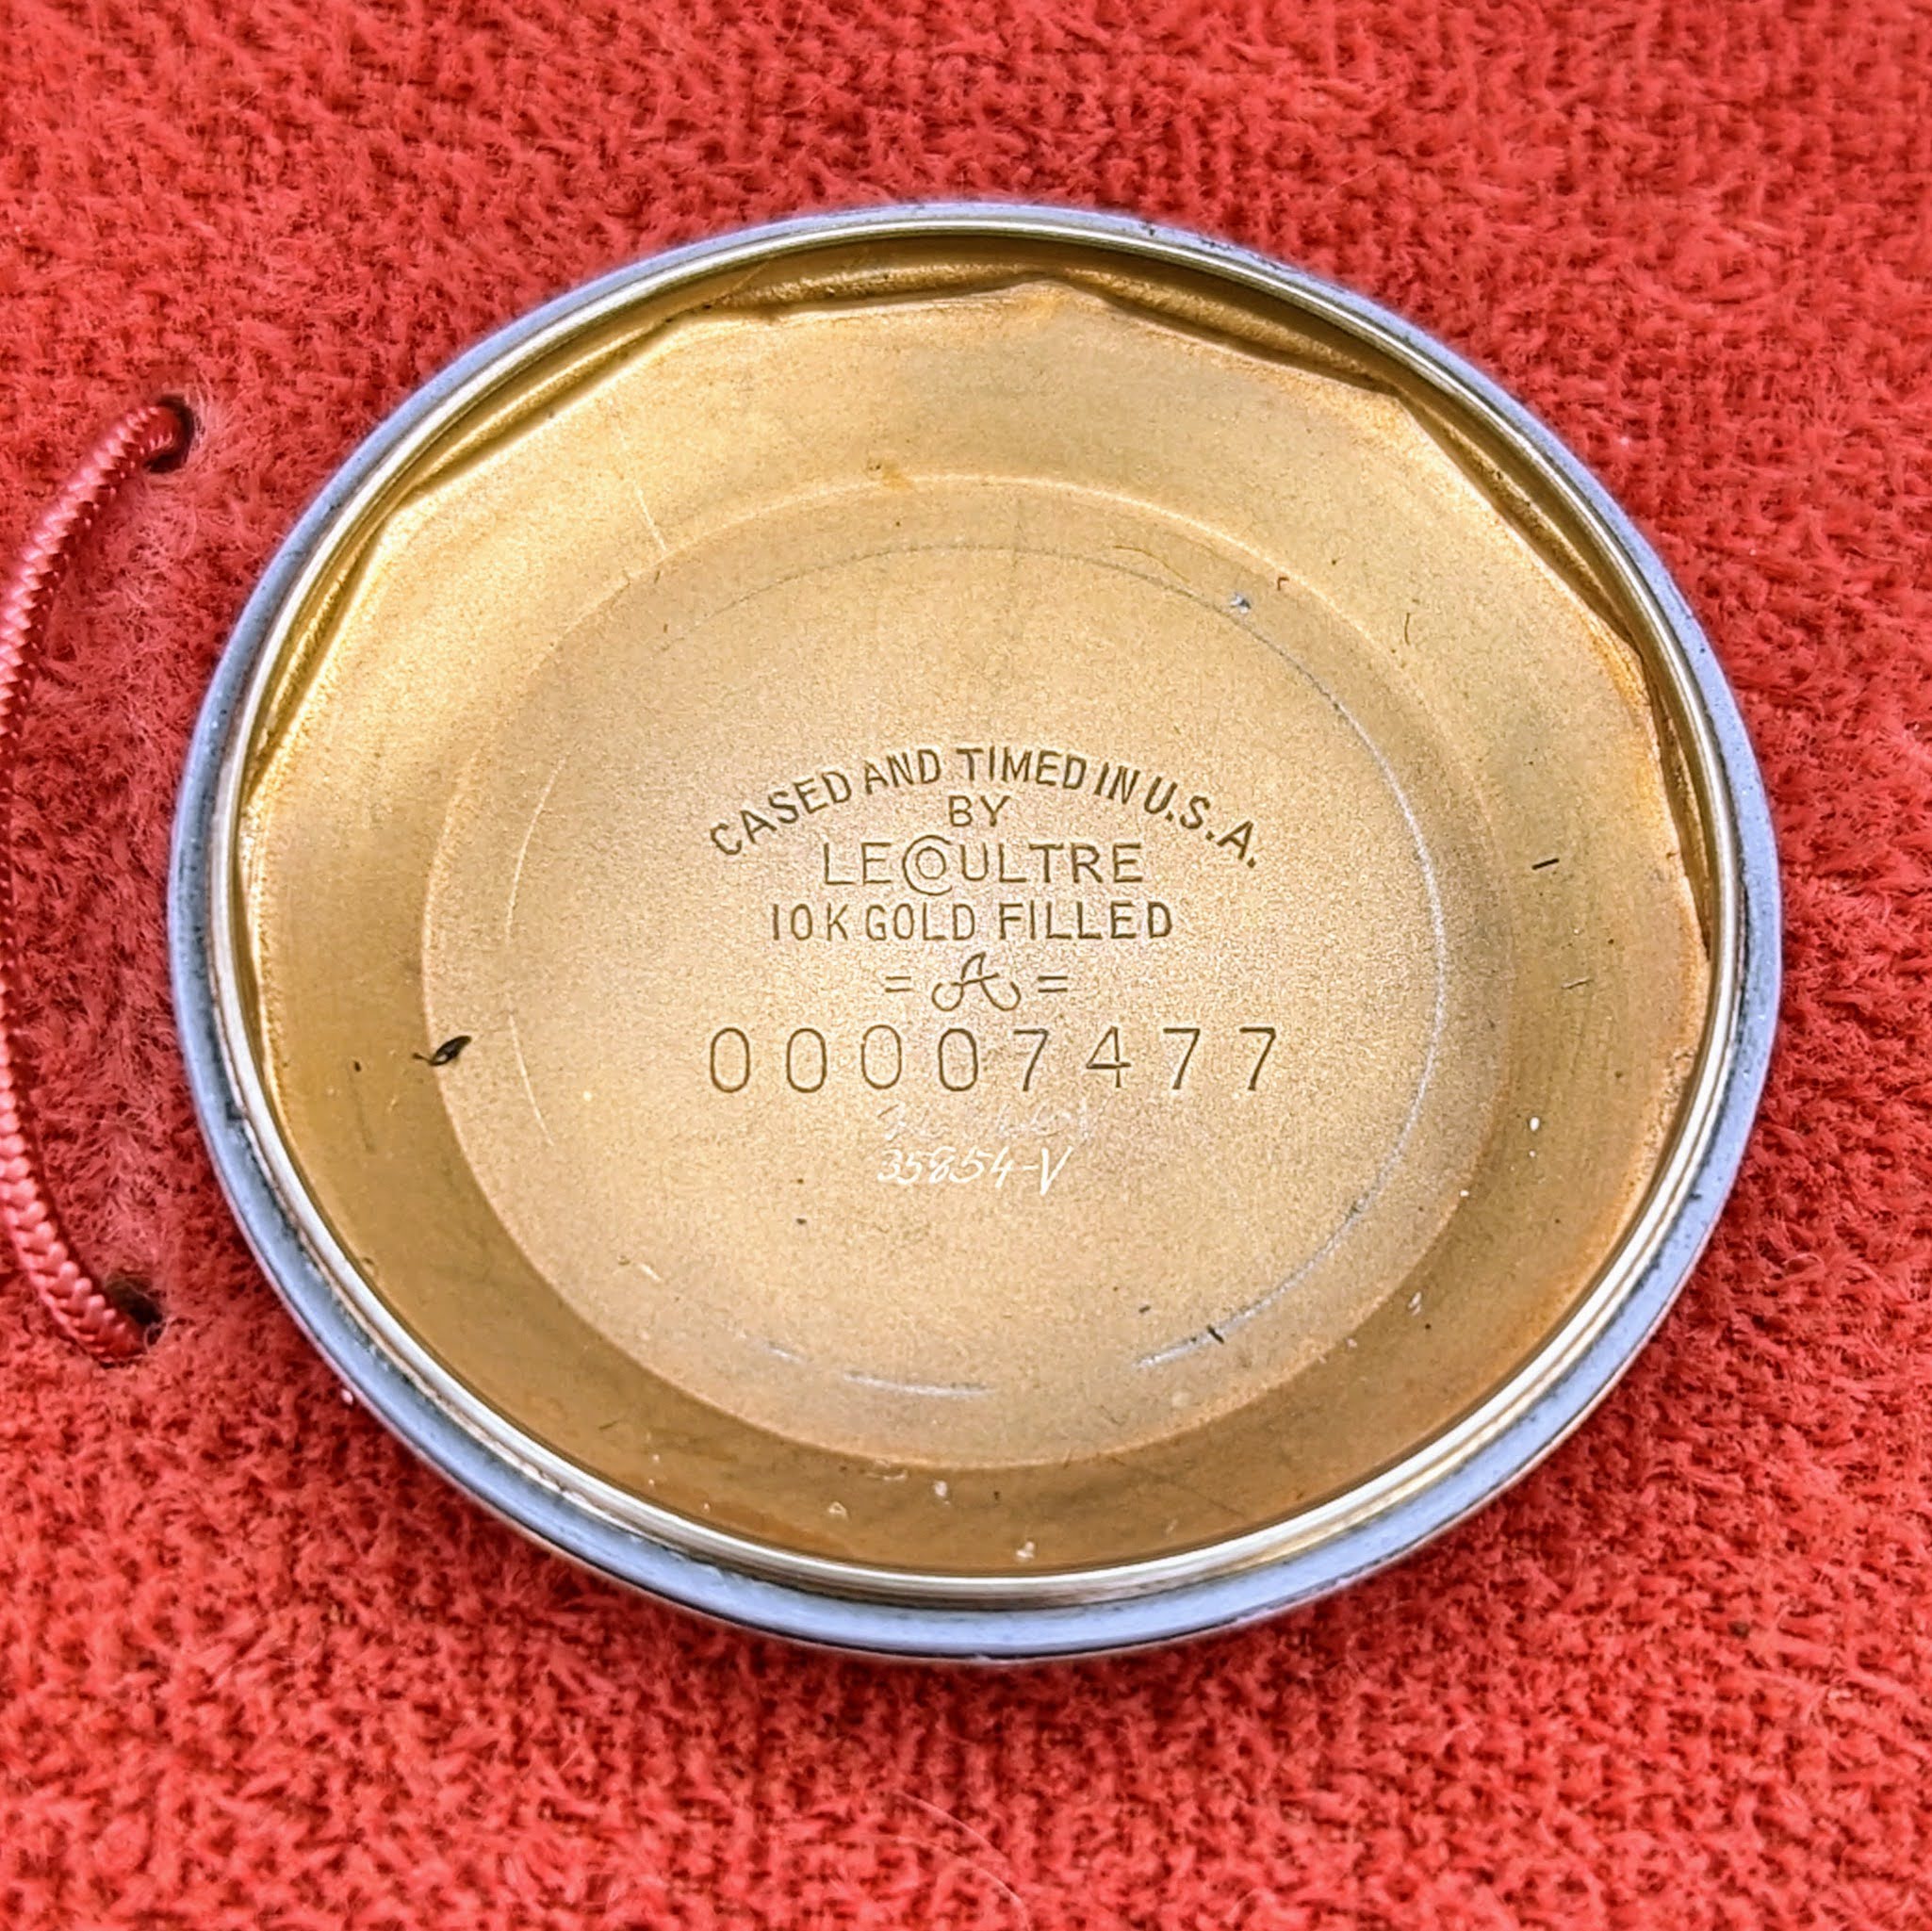 CASED AND TIMED IN U.S.A.
BY
LECOULTRE
10K GOLD FILLED
= A =
00007477
35854-V